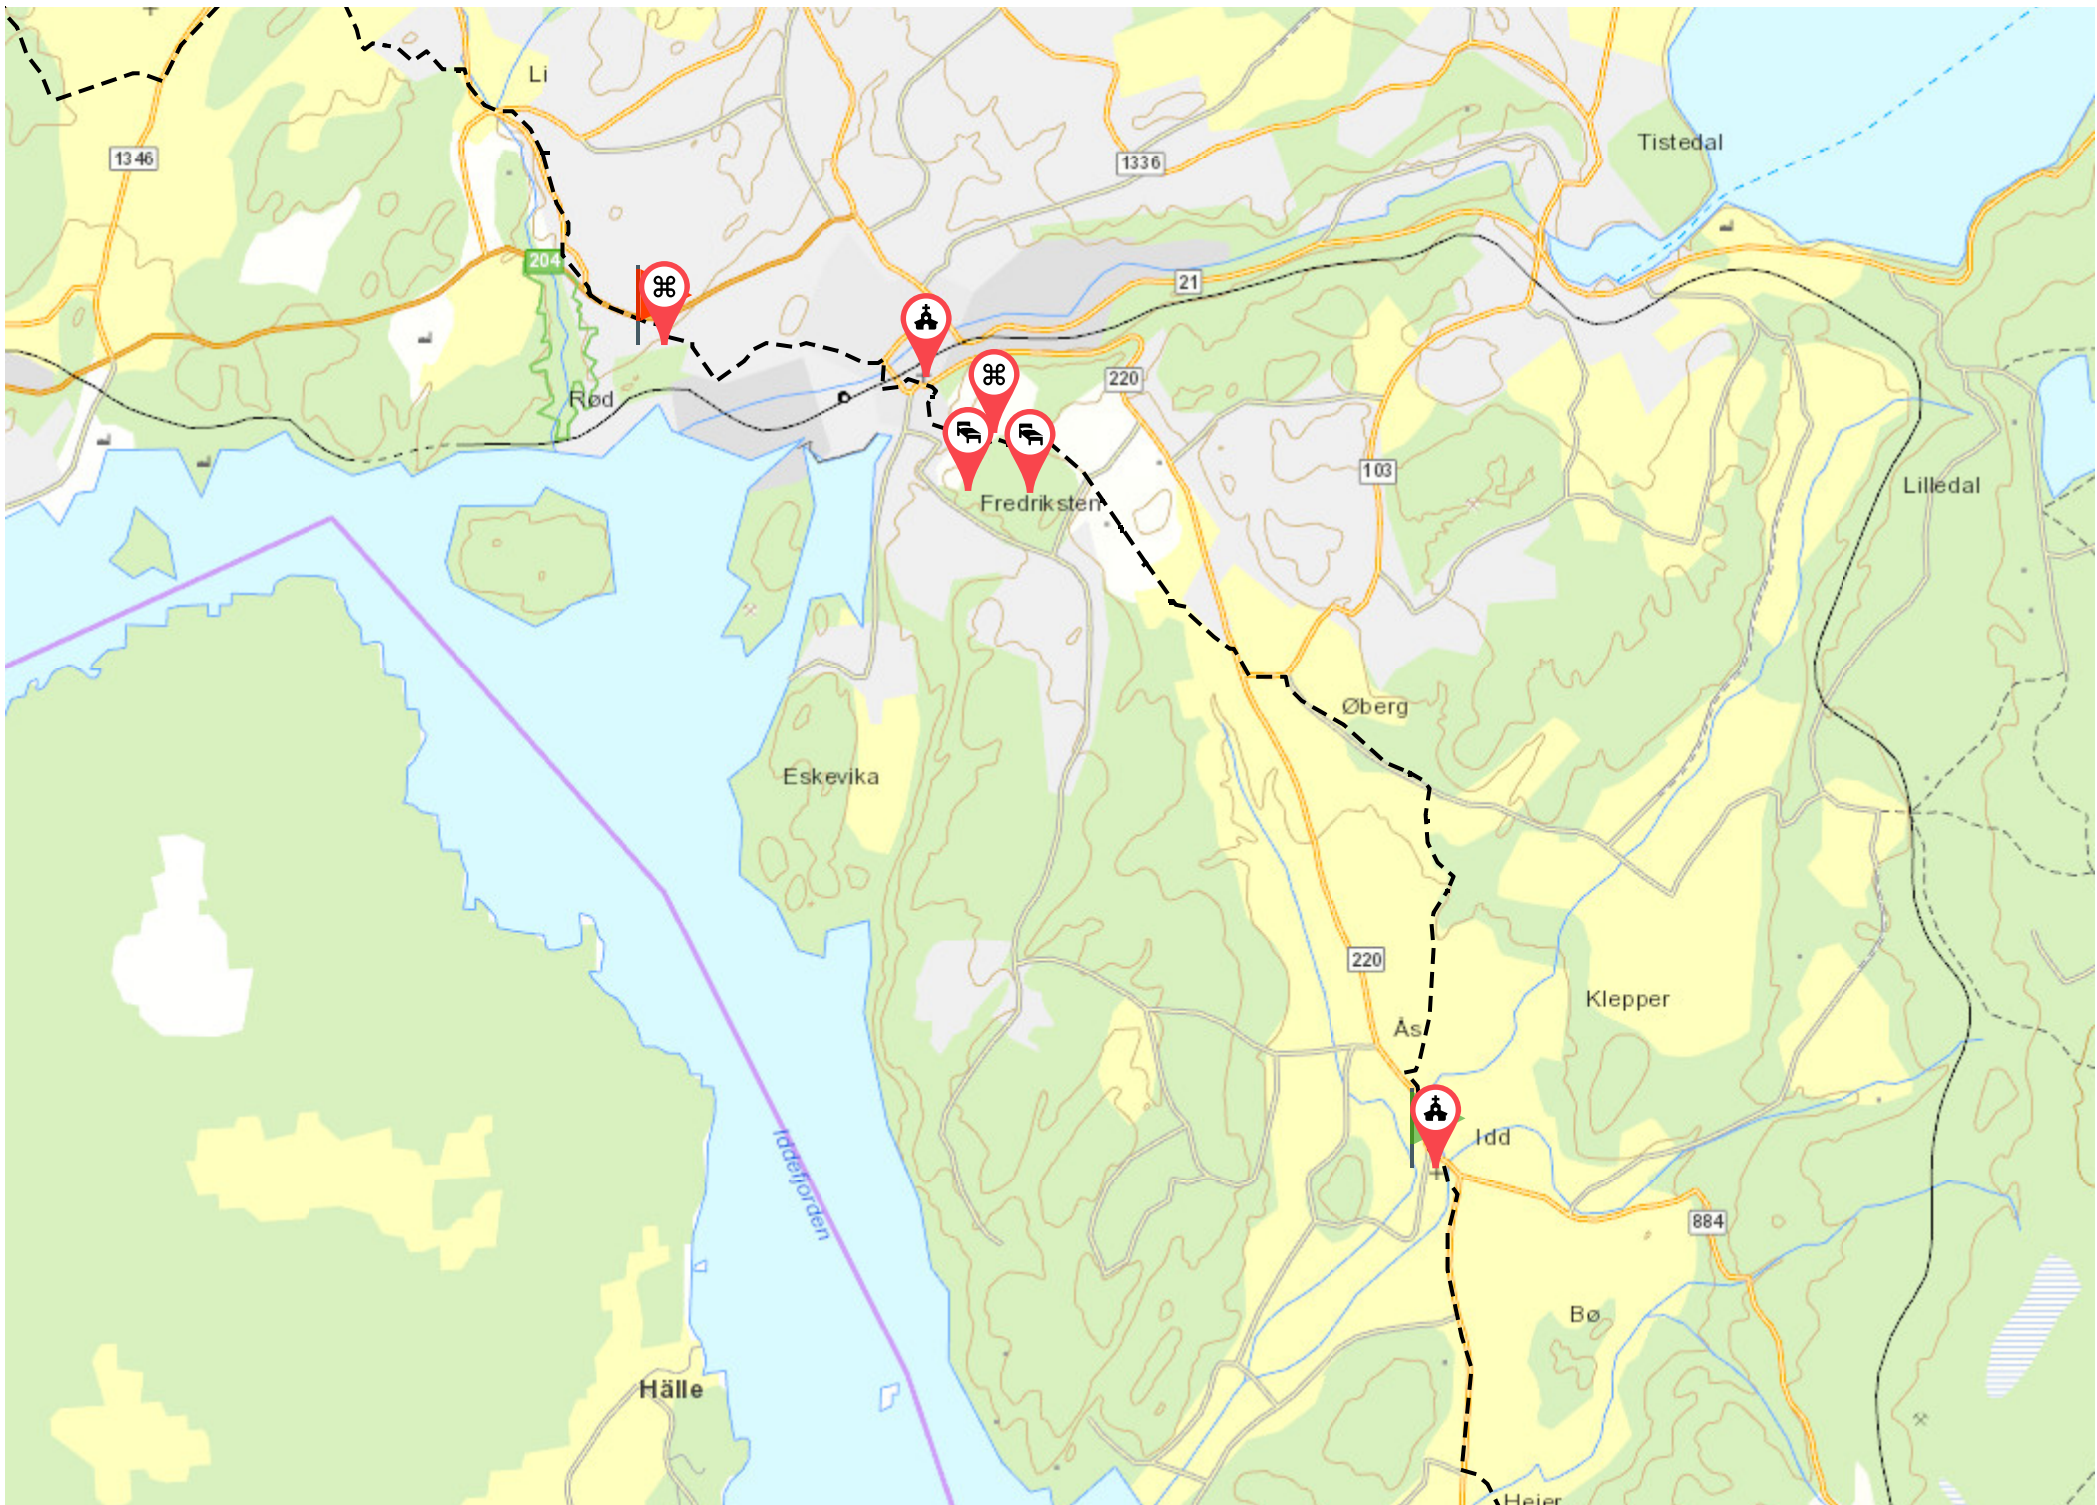 Li
Tistedal
1346
1336
204
21
220
Rød
103
Lilledal
Fredriksten
Øberg
Eskevika
220
Klepper
Ås
Idd
Iddefjorden
884
Bø
Hälle
Heier